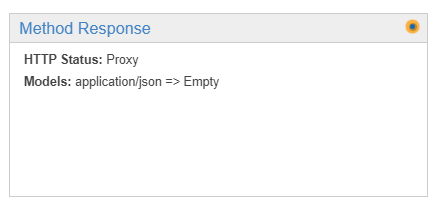 Method Response
HTTP Status: Proxy
Models: application/json => Empty